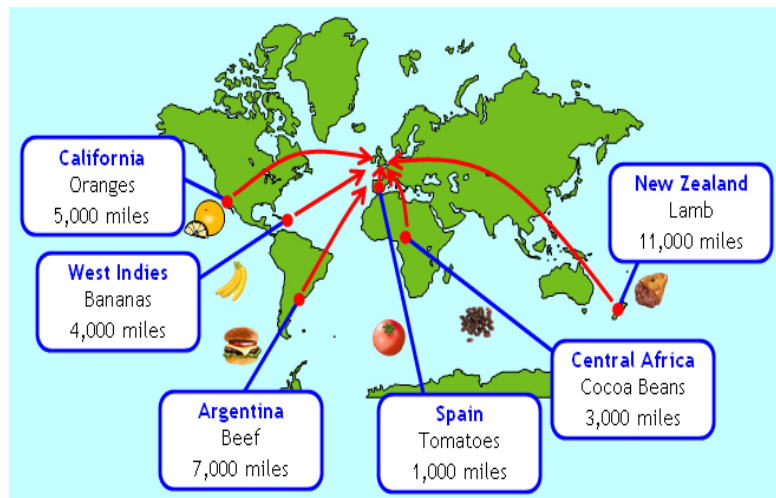 California
Oranges
5,000 miles
West Indies
Bananas
4,000 miles
Argentina
Beef
7,000 miles
Spain
Tomatoes
1,000 miles
Central Africa
Cocoa Beans
3,000 miles
New Zealand
Lamb
11,000 miles